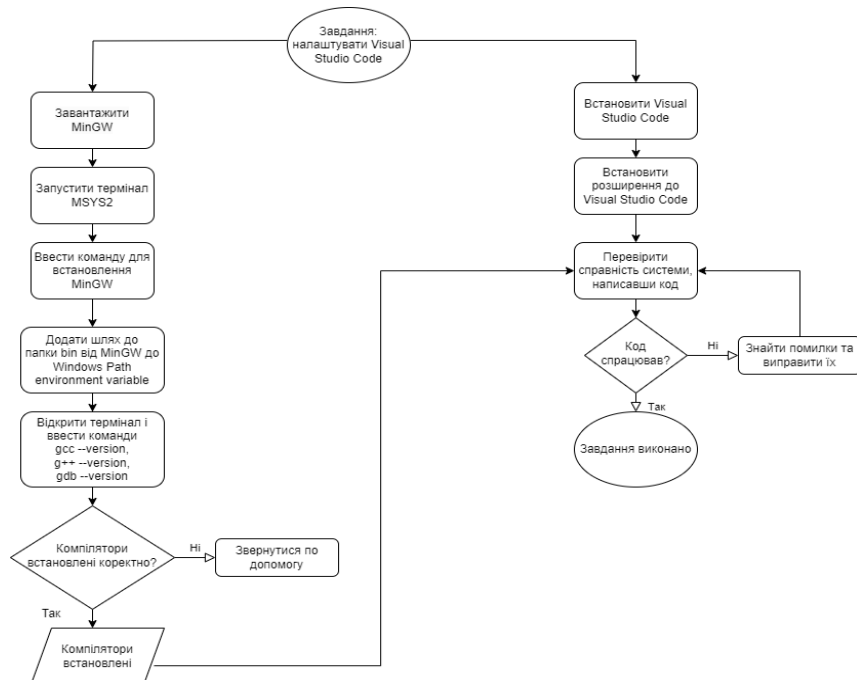 Завдання:
налаштувати Visual
Studio Code
Завантажити
MinGW
Запустити термінал
MSYS2
Ввести команду для
встановлення
MinGW
Додати шлях до
папки bin від MinGW до
Windows Path
environment variable
Відкрити термінал і
ввести команди
gcc --version,
g++ --version,
gdb --version
Компілятори
встановлені коректно?
Ні
Звернутися по
допомогу
Так
Компілятори
встановлені
Встановити Visual
Studio Code
Встановити
розширення до
Visual Studio Code
Перевірити
справність системи,
написавши код
Код
спрацював?
Ні
Знайти помилки та
виправити їх
Так
Завдання виконано